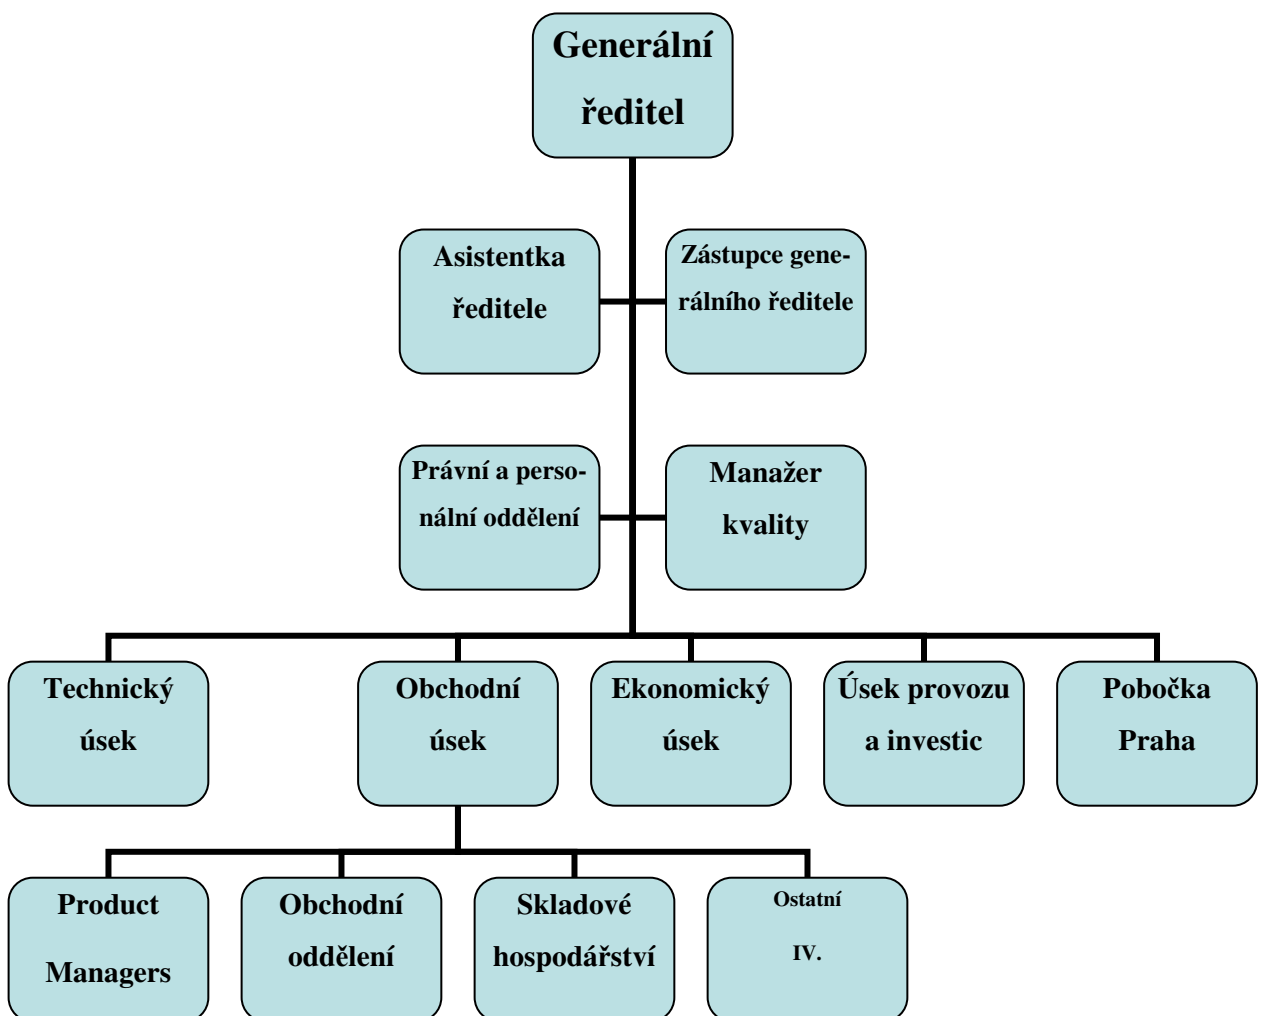 Generální
ředitel
Asistentka
ředitele
Zástupce gene-
rálního ředitele
Právní a perso-
nální oddělení
Manažer
kvality
Technický
úsek
Obchodní
úsek
Ekonomický
úsek
Úsek provozu
a investic
Pobočka
Praha
Product
Managers
Obchodní
oddělení
Skladové
hospodářství
Ostatní
IV.